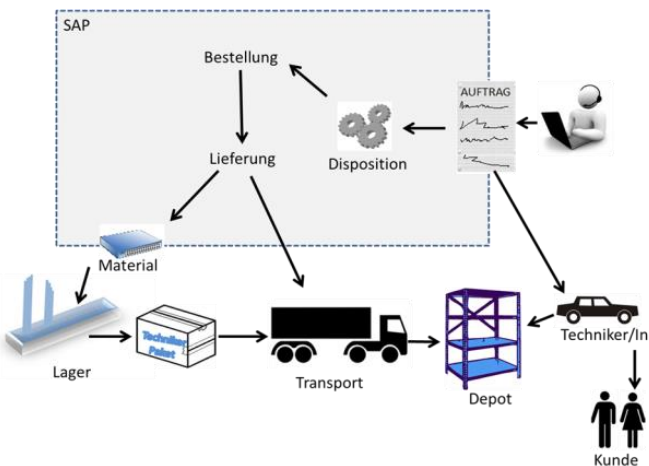 SAP
Bestellung
AUFTRAG
Disposition
Lieferung
Material
Techniker
Paket
Lager
Transport
Depot
Techniker/In
Kunde